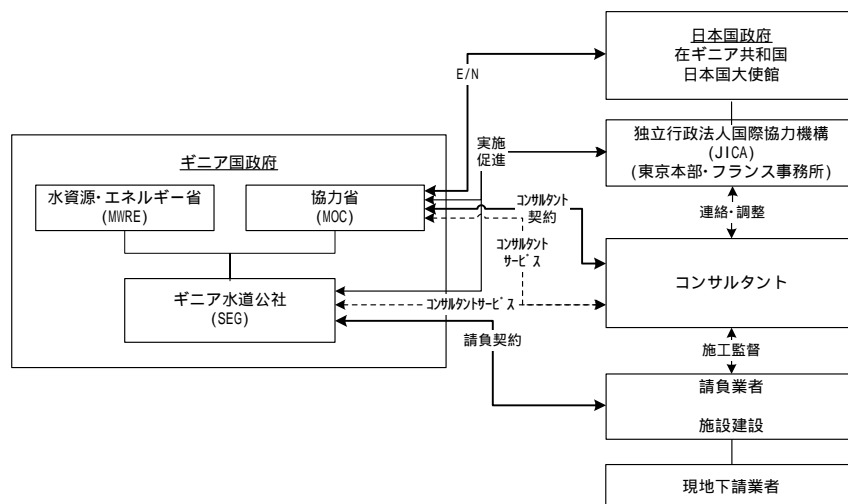 日本国政府
在ギニア共和国
日本国大使館
E/N
ギニア国政府
実施
促進
独立行政法人国際協力機構
(JICA)
(東京本部・フランス事務所)
水資源・エネルギー省
(MWRE)
協力省
(MOC)
コンサルタント
契約
連絡・調整
コンサルタント
サービス
コンサルタント
ギニア水道公社
(SEG)
コンサルタントサービス
請負契約
施工監督
請負業者
施設建設
現地下請業者